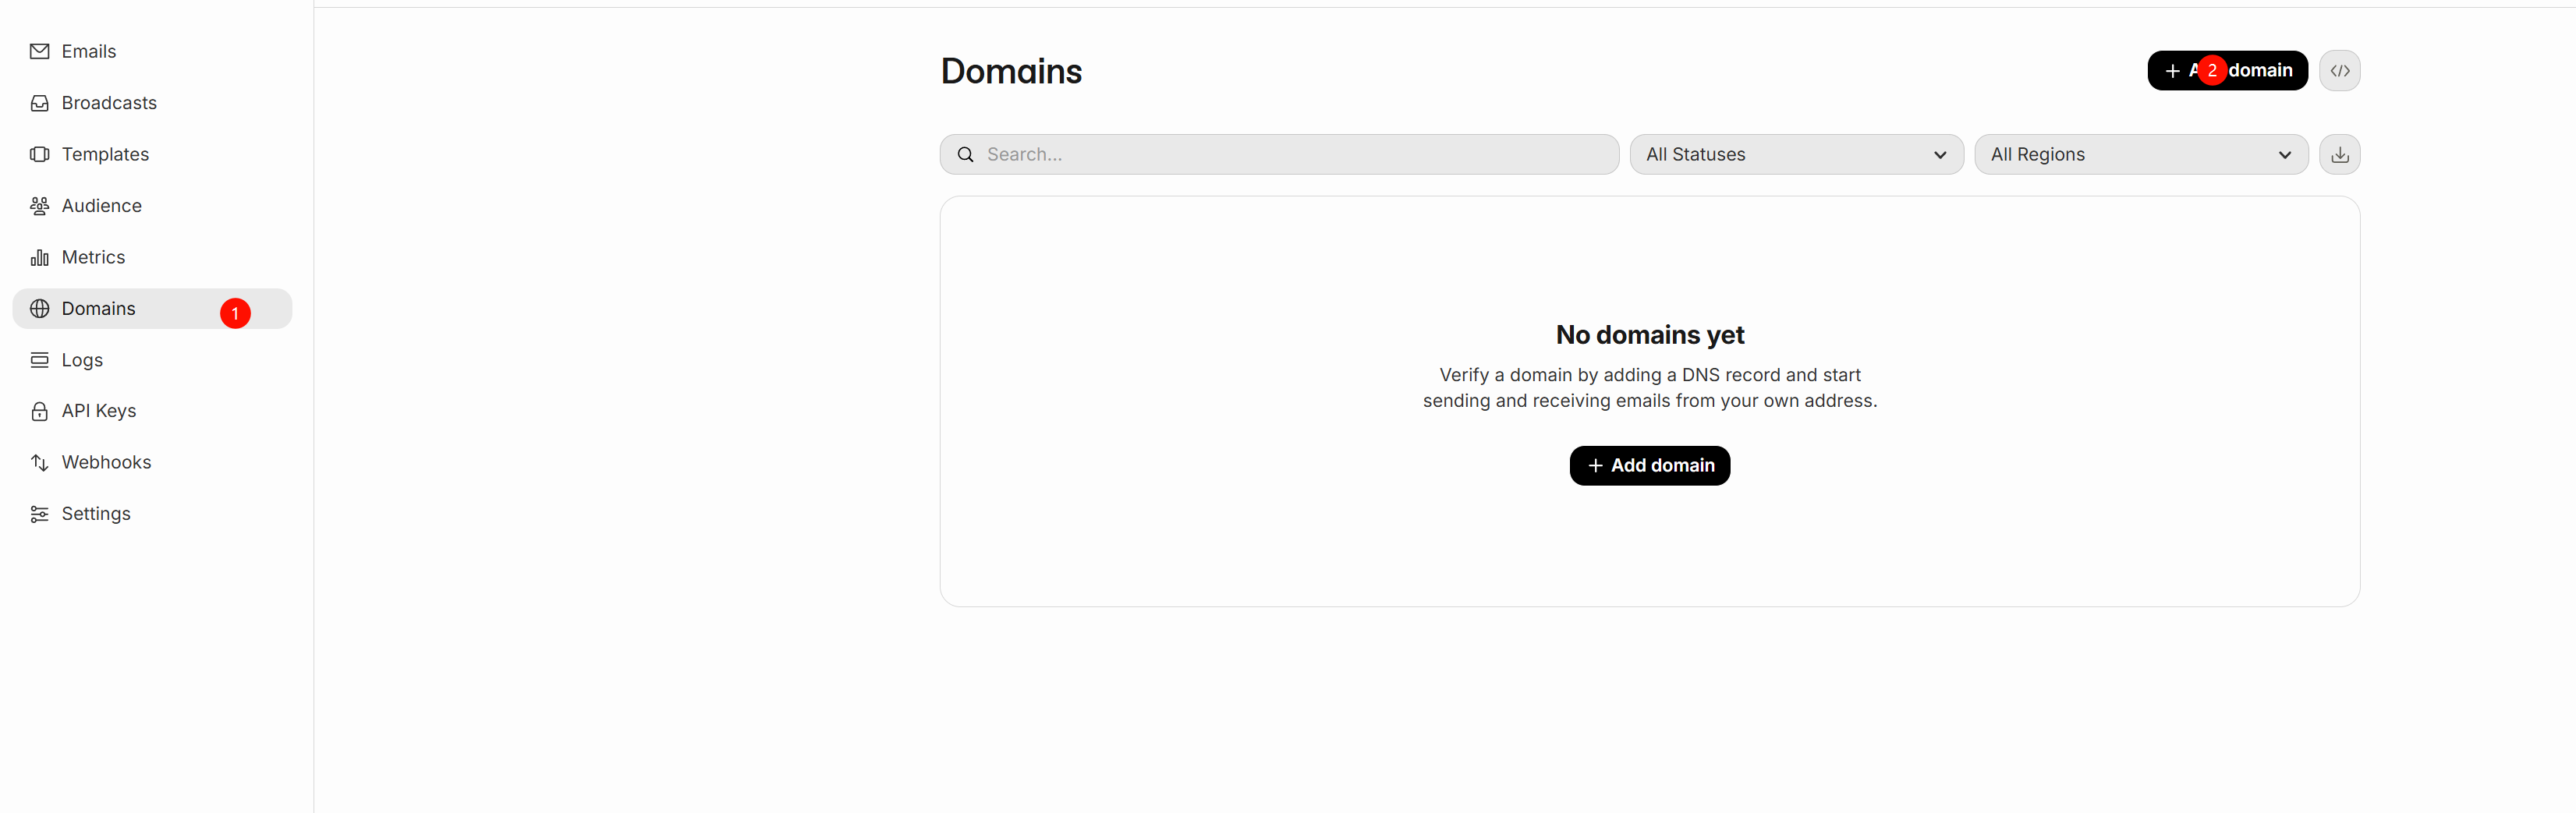 Emails
Broadcasts
Templates
Audience
Metrics
Domains 1
Logs
API Keys
Webhooks
Settings
Domains
+ A 2 domain
</>
Search...
All Statuses
All Regions
No domains yet
Verify a domain by adding a DNS record and start
sending and receiving emails from your own address.
+ Add domain